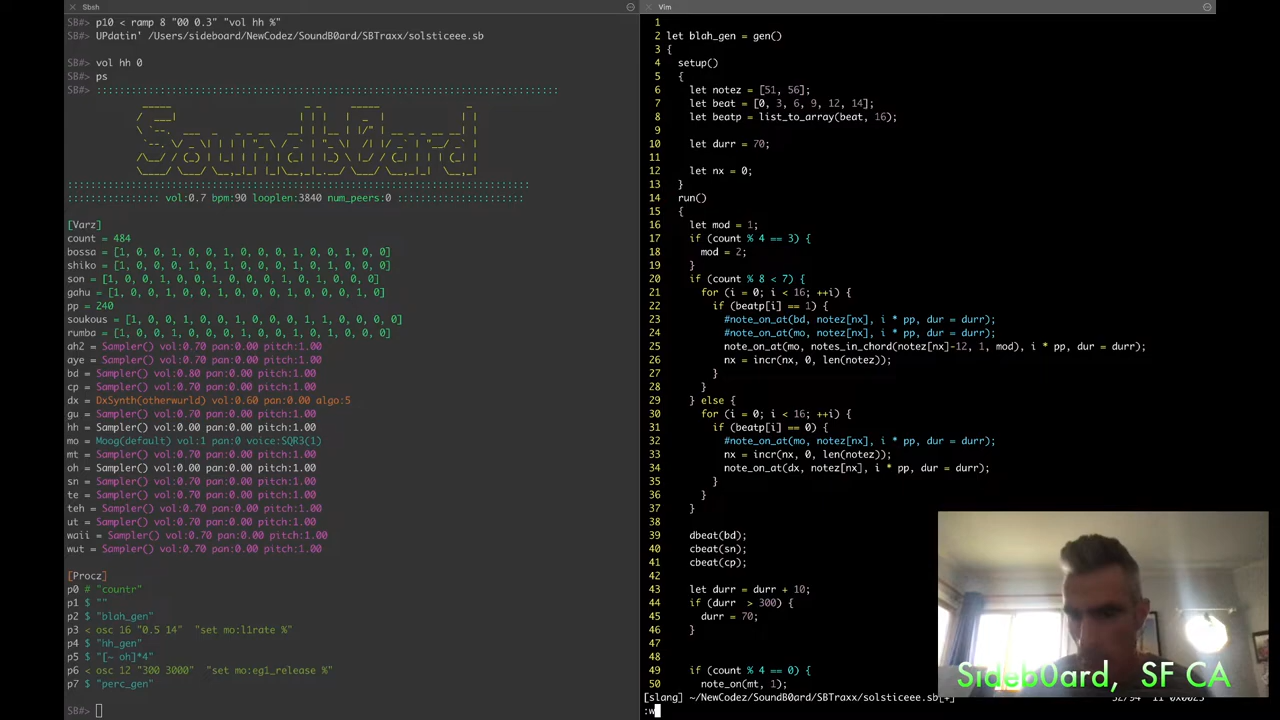 Sbsh
SB#> p10 < ramp 8 "00 0.3" "vol hh %"
SB#> UPdatin' /Users/sideboard/NewCodez/SoundB0ard/SBTraxx/solsticeee.sb
SB#> vol hh 0
SB#> ps
SB#>
Soundb0ard
vol:0.7 bpm:90 looplen:3840 num_peers:0
[Varz]
count = 484
bossa = [1, 0, 0, 1, 0, 0, 1, 0, 0, 0, 1, 0, 0, 1, 0, 0]
shiko = [1, 0, 0, 0, 1, 0, 1, 0, 0, 0, 1, 0, 1, 0, 0, 0]
son = [1, 0, 0, 1, 0, 0, 1, 0, 0, 0, 1, 0, 1, 0, 0, 0]
gahu = [1, 0, 0, 1, 0, 0, 1, 0, 0, 0, 1, 0, 0, 0, 1, 0]
pp = 240
soukous = [1, 0, 0, 1, 0, 0, 1, 0, 0, 0, 1, 1, 0, 0, 0, 0]
rumba = [1, 0, 0, 1, 0, 0, 0, 1, 0, 0, 1, 0, 1, 0, 0, 0]
ah2 = Sampler() vol:0.70 pan:0.00 pitch:1.00
aye = Sampler() vol:0.70 pan:0.00 pitch:1.00
bd = Sampler() vol:0.80 pan:0.00 pitch:1.00
cp = Sampler() vol:0.70 pan:0.00 pitch:1.00
dx = DxSynth(otherwurld) vol:0.60 pan:0.00 algo:5
gu = Sampler() vol:0.70 pan:0.00 pitch:1.00
hh = Sampler() vol:0.00 pan:0.00 pitch:1.00
mo = Moog(default) vol:1 pan:0 voice:SQR3(1)
mt = Sampler() vol:0.70 pan:0.00 pitch:1.00
oh = Sampler() vol:0.00 pan:0.00 pitch:1.00
sn = Sampler() vol:0.70 pan:0.00 pitch:1.00
te = Sampler() vol:0.70 pan:0.00 pitch:1.00
teh = Sampler() vol:0.70 pan:0.00 pitch:1.00
ut = Sampler() vol:0.70 pan:0.00 pitch:1.00
waii = Sampler() vol:0.70 pan:0.00 pitch:1.00
wut = Sampler() vol:0.70 pan:0.00 pitch:1.00
[Procz]
p0 # "countr"
p1 $ ""
p2 $ "blah_gen"
p3 < osc 16 "0.5 14"  "set mo:l1rate %"
p4 $ "hh_gen"
p5 $ "[~ oh]*4"
p6 < osc 12 "300 3000"  "set mo:eg1_release %"
p7 $ "perc_gen"
SB#>
Vim
1
2 let blah_gen = gen()
3 {
4 setup()
5 {
6 let notez = [51, 56];
7 let beat = [0, 3, 6, 9, 12, 14];
8 let beatp = list_to_array(beat, 16);
9
10 let durr = 70;
11
12 let nx = 0;
13 }
14 run()
15 {
16 let mod = 1;
17 if (count % 4 == 3) {
18 mod = 2;
19 }
20 if (count % 8 < 7) {
21 for (i = 0; i < 16; ++i) {
22 if (beatp[i] == 1) {
23 #note_on_at(bd, notez[nx], i * pp, dur = durr);
24 #note_on_at(mo, notez[nx], i * pp, dur = durr);
25 note_on_at(mo, notes_in_chord(notez[nx]-12, 1, mod), i * pp, dur = durr);
26 nx = incr(nx, 0, len(notez));
27 }
28 }
29 } else {
30 for (i = 0; i < 16; ++i) {
31 if (beatp[i] == 0) {
32 #note_on_at(mo, notez[nx], i * pp, dur = durr);
33 nx = incr(nx, 0, len(notez));
34 note_on_at(dx, notez[nx], i * pp, dur = durr);
35 }
36 }
37 }
38
39 dbeat(bd);
40 cbeat(sn);
41 cbeat(cp);
42
43 let durr = durr + 10;
44 if (durr  > 300) {
45 durr = 70;
46 }
47
48
49 if (count % 4 == 0) {
50 note_on(mt, 1);
[slang] ~/NewCodez/SoundB0ard/SBTraxx/solsticeee.sb[+]
:w
Sideb0ard, SF CA